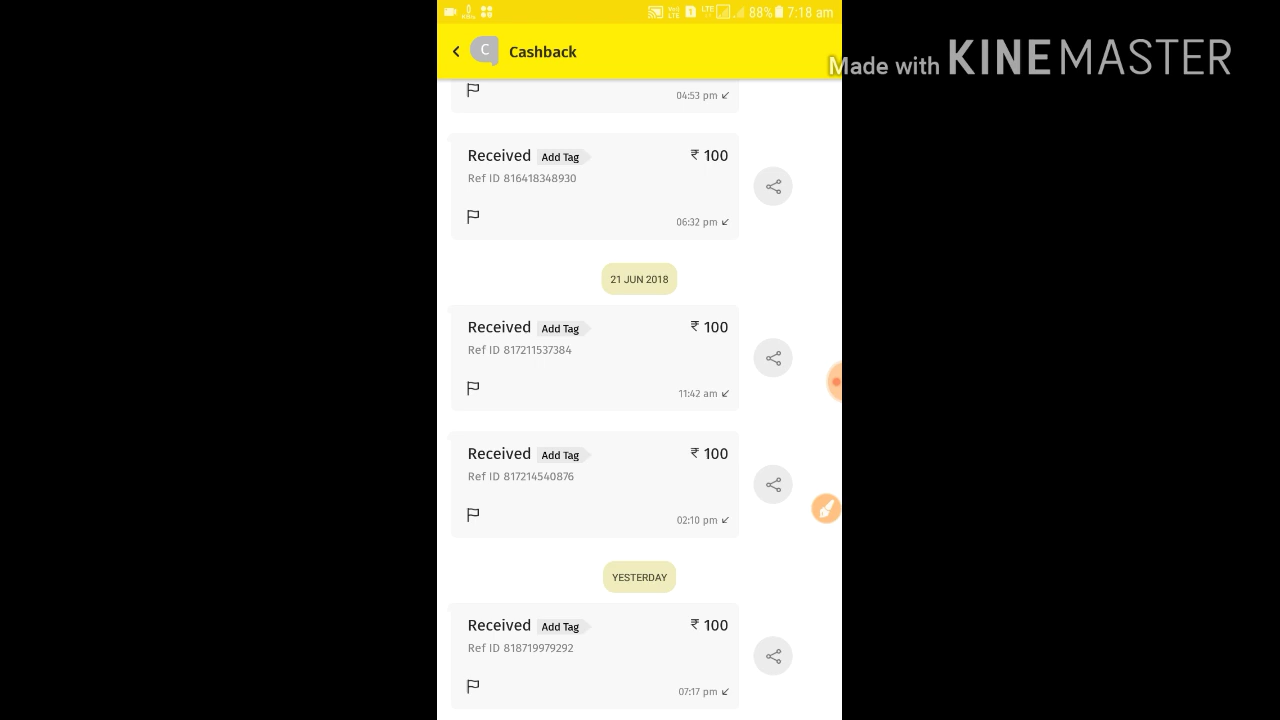 88% 7:18 am
C Cashback
Made with KINEMASTER
04:53 pm
Received Add Tag ₹ 100
Ref ID 816418348930
06:32 pm
21 JUN 2018
Received Add Tag ₹ 100
Ref ID 817211537384
11:42 am
Received Add Tag ₹ 100
Ref ID 817214540876
02:10 pm
YESTERDAY
Received Add Tag ₹ 100
Ref ID 818719979292
07:17 pm